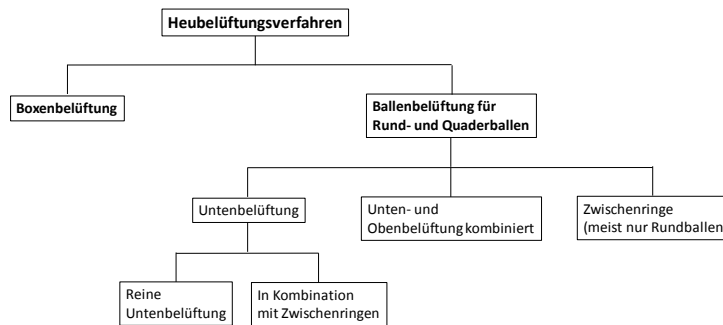 Heubelüftungsverfahren
Boxenbelüftung
Ballenbelüftung für
Rund- und Quaderballen
Untenbelüftung
Unten- und
Obenbelüftung kombiniert
Zwischenringe
(meist nur Rundballen
Reine
Untenbelüftung
In Kombination
mit Zwischenringen